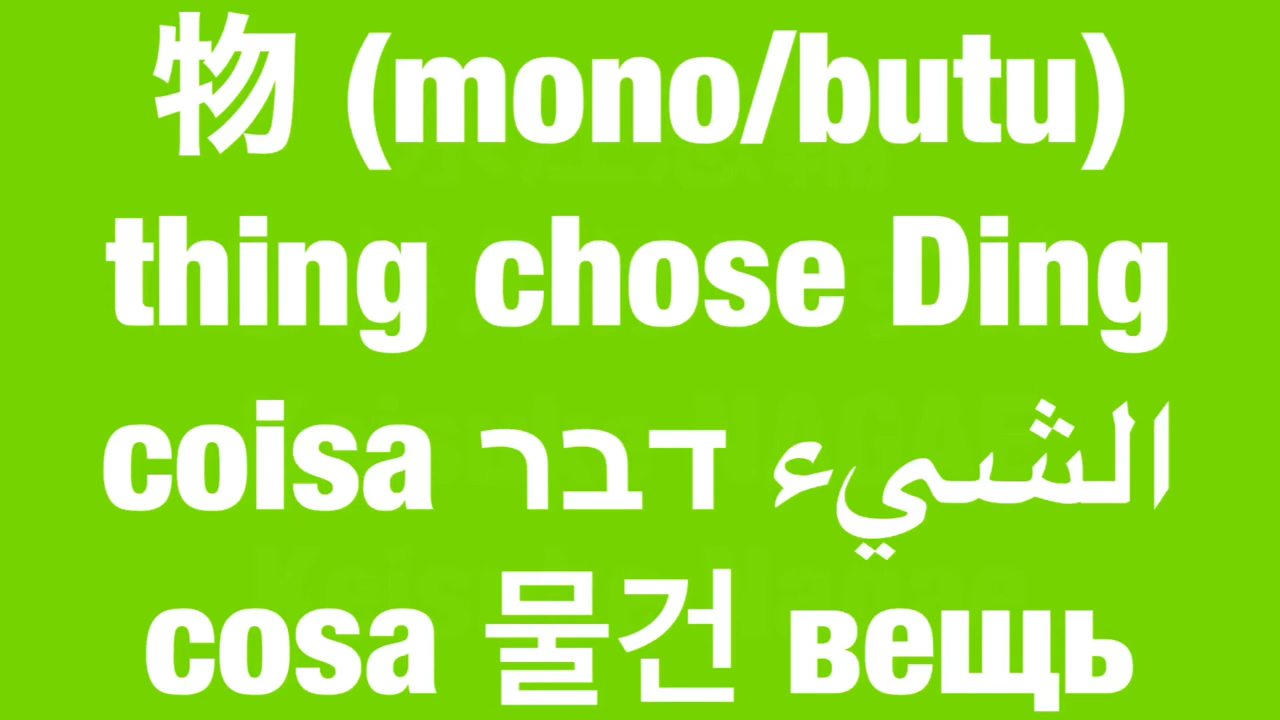 物 (mono/butu)
thing chose Ding
coisa דבר الشيء
cosa 물건 вещь